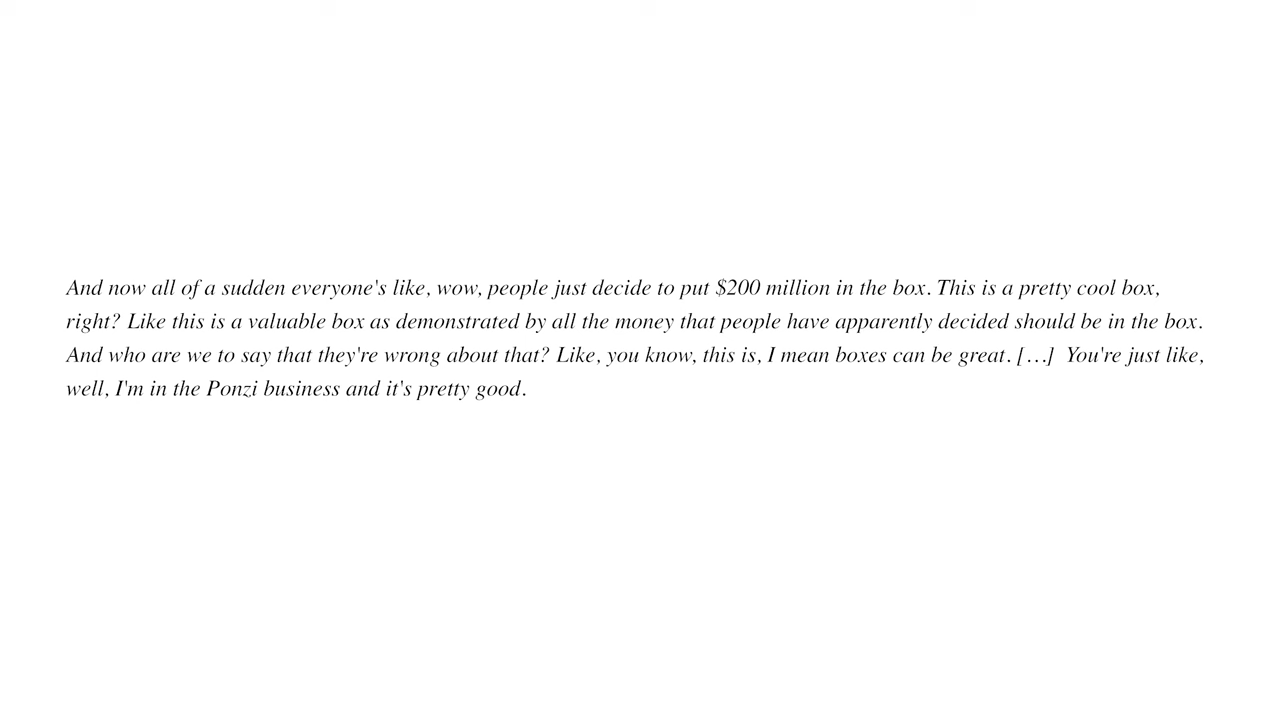 And now all of a sudden everyone's like, wow, people just decide to put $200 million in the box. This is a pretty cool box,
right? Like this is a valuable box as demonstrated by all the money that people have apparently decided should be in the box.
And who are we to say that they're wrong about that? Like, you know, this is, I mean boxes can be great. […]  You're just like,
well, I'm in the Ponzi business and it's pretty good.